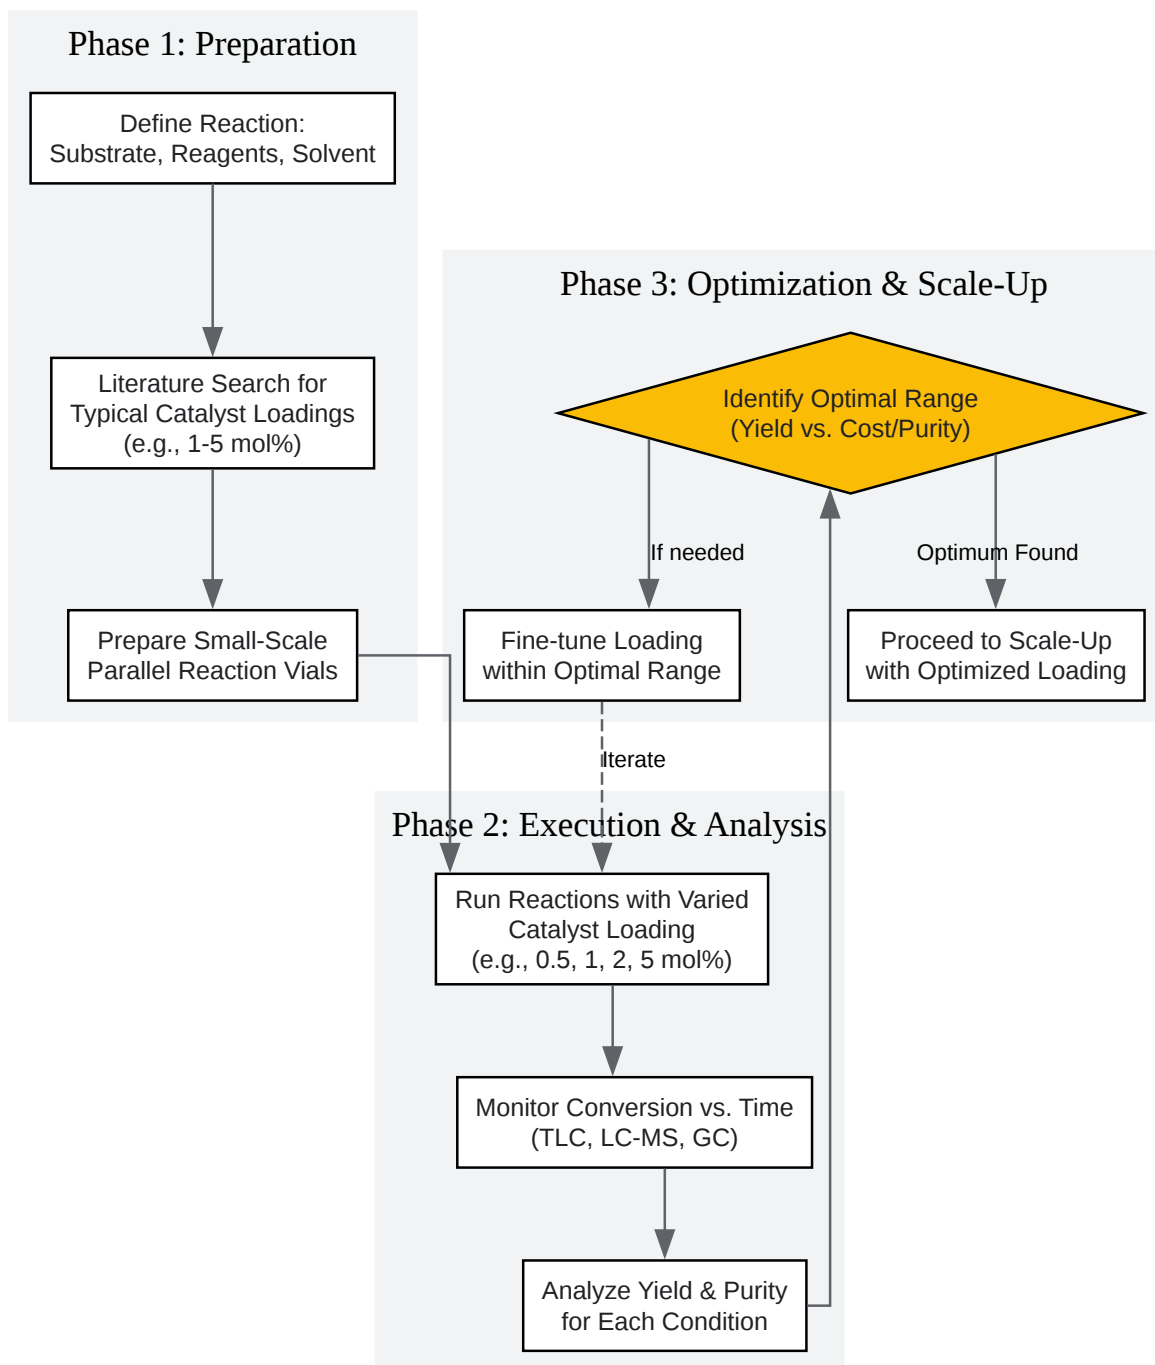 Phase 1: Preparation
Define Reaction:
Substrate, Reagents, Solvent
Literature Search for
Typical Catalyst Loadings
(e.g., 1-5 mol%)
Prepare Small-Scale
Parallel Reaction Vials
Phase 3: Optimization & Scale-Up
Identify Optimal Range
(Yield vs. Cost/Purity)
If needed
Optimum Found
Fine-tune Loading
within Optimal Range
Proceed to Scale-Up
with Optimized Loading
Iterate
Phase 2: Execution & Analysis
Run Reactions with Varied
Catalyst Loading
(e.g., 0.5, 1, 2, 5 mol%)
Monitor Conversion vs. Time
(TLC, LC-MS, GC)
Analyze Yield & Purity
for Each Condition